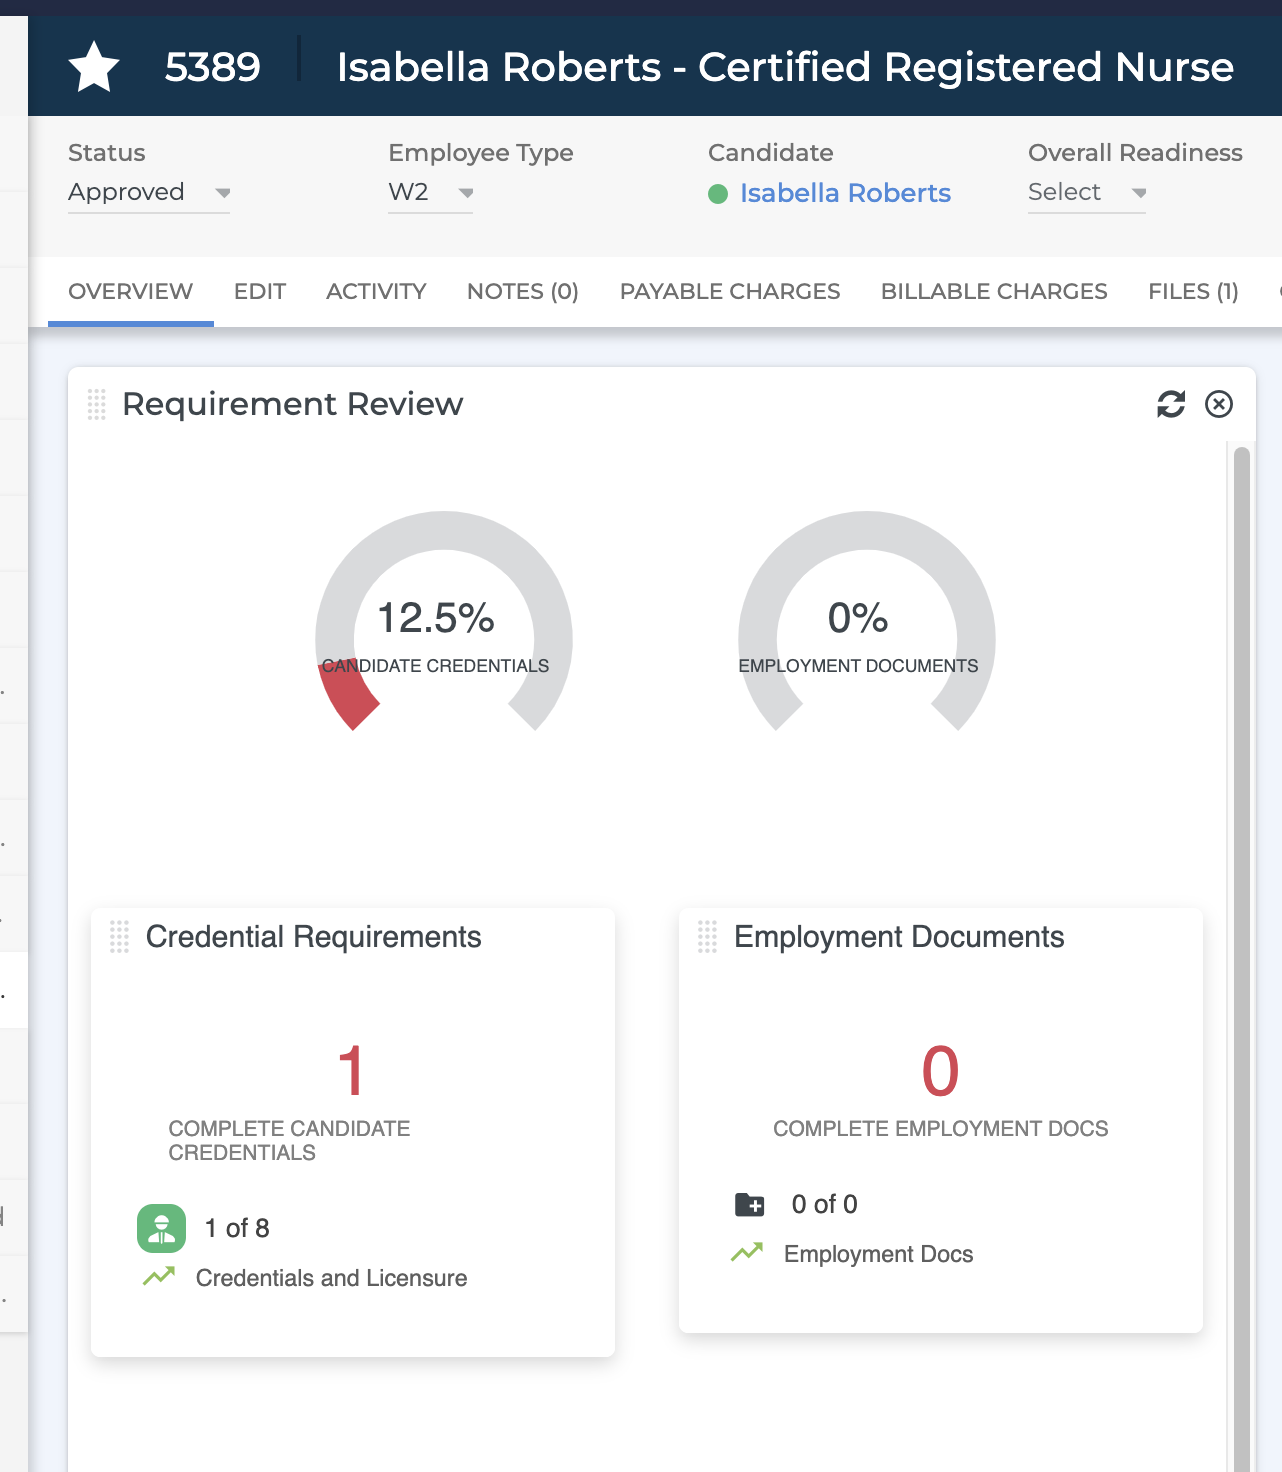 5389 Isabella Roberts - Certified Registered Nurse
Status Employee Type Candidate Overall Readiness
Approved W2 Isabella Roberts Select
OVERVIEW EDIT ACTIVITY NOTES (0) PAYABLE CHARGES BILLABLE CHARGES FILES (1)
Requirement Review
12.5%
CANDIDATE CREDENTIALS
0%
EMPLOYMENT DOCUMENTS
Credential Requirements
1
COMPLETE CANDIDATE
CREDENTIALS
1 of 8
Credentials and Licensure
Employment Documents
0
COMPLETE EMPLOYMENT DOCS
0 of 0
Employment Docs